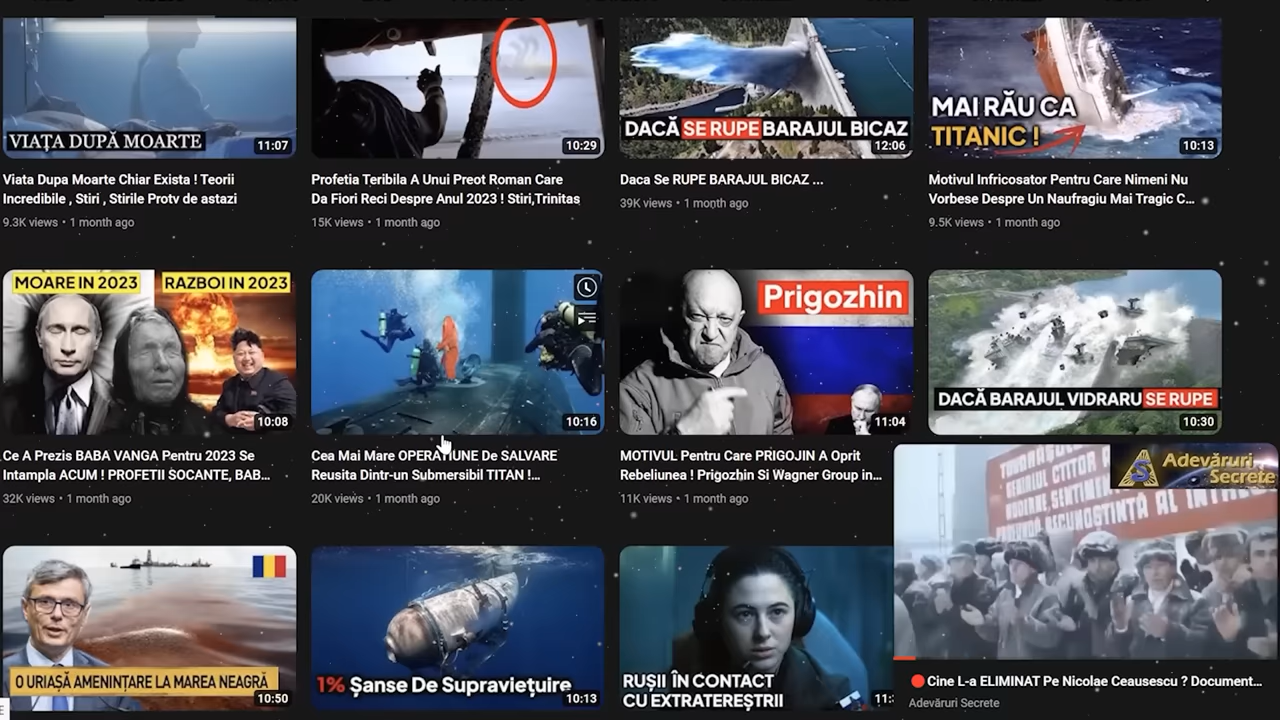 VIAȚA DUPĂ MOARTE
11:07
10:29
DACĂ SE RUPE BARAJUL BICAZ
12:06
MAI RĂU CA
TITANIC !
10:13
Viata Dupa Moarte Chiar Exista ! Teorii
Incredibile , Stiri , Stirile Protv de astazi
9.3K views • 1 month ago
Profetia Teribila A Unui Preot Roman Care
Da Fiori Reci Despre Anul 2023 ! Stiri,Trinitas
15K views • 1 month ago
Daca Se RUPE BARAJUL BICAZ ...
39K views • 1 month ago
Motivul Infricosator Pentru Care Nimeni Nu
Vorbese Despre Un Naufragiu Mai Tragic C...
9.5K views • 1 month ago
MOARE IN 2023
RAZBOI IN 2023
10:08
10:16
Prigozhin
11:04
DACĂ BARAJUL VIDRARU SE RUPE
10:30
Ce A Prezis BABA VANGA Pentru 2023 Se
Intampla ACUM ! PROFETII SOCANTE, BAB...
32K views • 1 month ago
Cea Mai Mare OPERATIUNE De SALVARE
Reusita Dintr-un Submersibil TITAN !...
20K views • 1 month ago
MOTIVUL Pentru Care PRIGOJIN A Oprit
Rebeliunea ! Prigozhin Si Wagner Group in...
11K views • 1 month ago
O URIAȘĂ AMENINȚARE LA MAREA NEAGRĂ
10:50
1% Șanse De Supraviețuire
10:13
RUȘII ÎN CONTACT
CU EXTRATEREȘTRII
Adevăruri
Secrete
GENIALUL CTITOR A
MODERNE, SENTIMEN
PROFUNDĂ RECUNOȘTINȚĂ AL ÎNTR
Cine L-a ELIMINAT Pe Nicolae Ceausescu ? Document...
Adevăruri Secrete